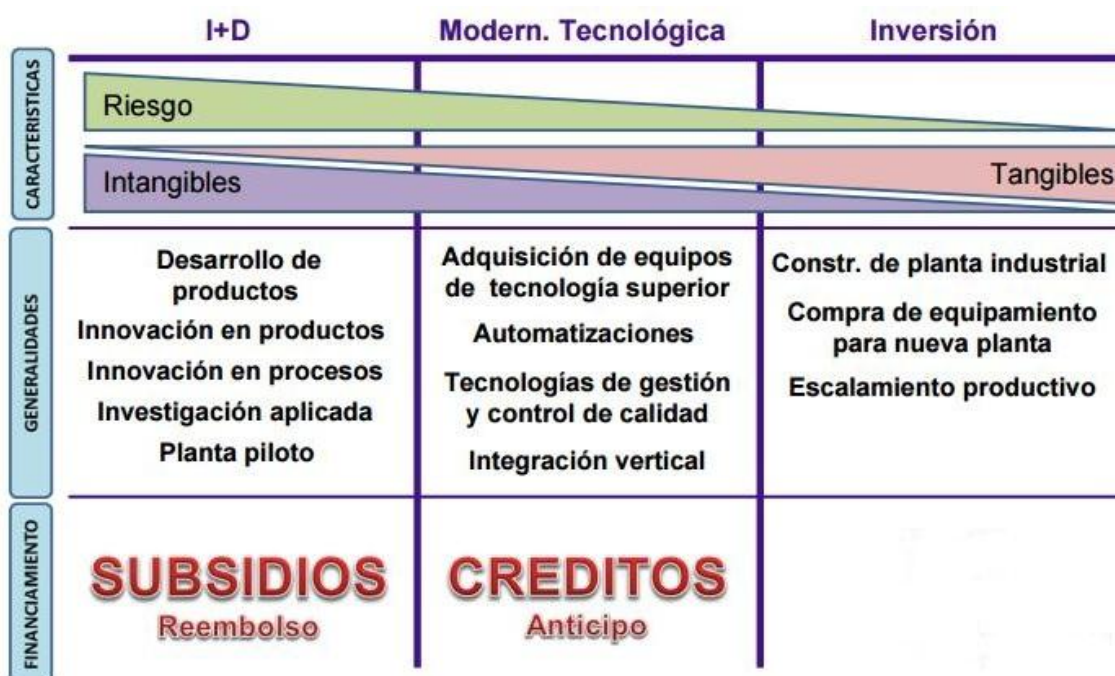 I+D
Modern. Tecnológica
Inversión
CARACTERISTICAS
Riesgo
Intangibles
Tangibles
GENERALIDADES
Desarrollo de
productos
Innovación en productos
Innovación en procesos
Investigación aplicada
Planta piloto
Adquisición de equipos
de tecnología superior
Automatizaciones
Tecnologías de gestión
y control de calidad
Integración vertical
Constr. de planta industrial
Compra de equipamiento
para nueva planta
Escalamiento productivo
FINANCIAMIENTO
SUBSIDIOS
Reembolso
CREDITOS
Anticipo